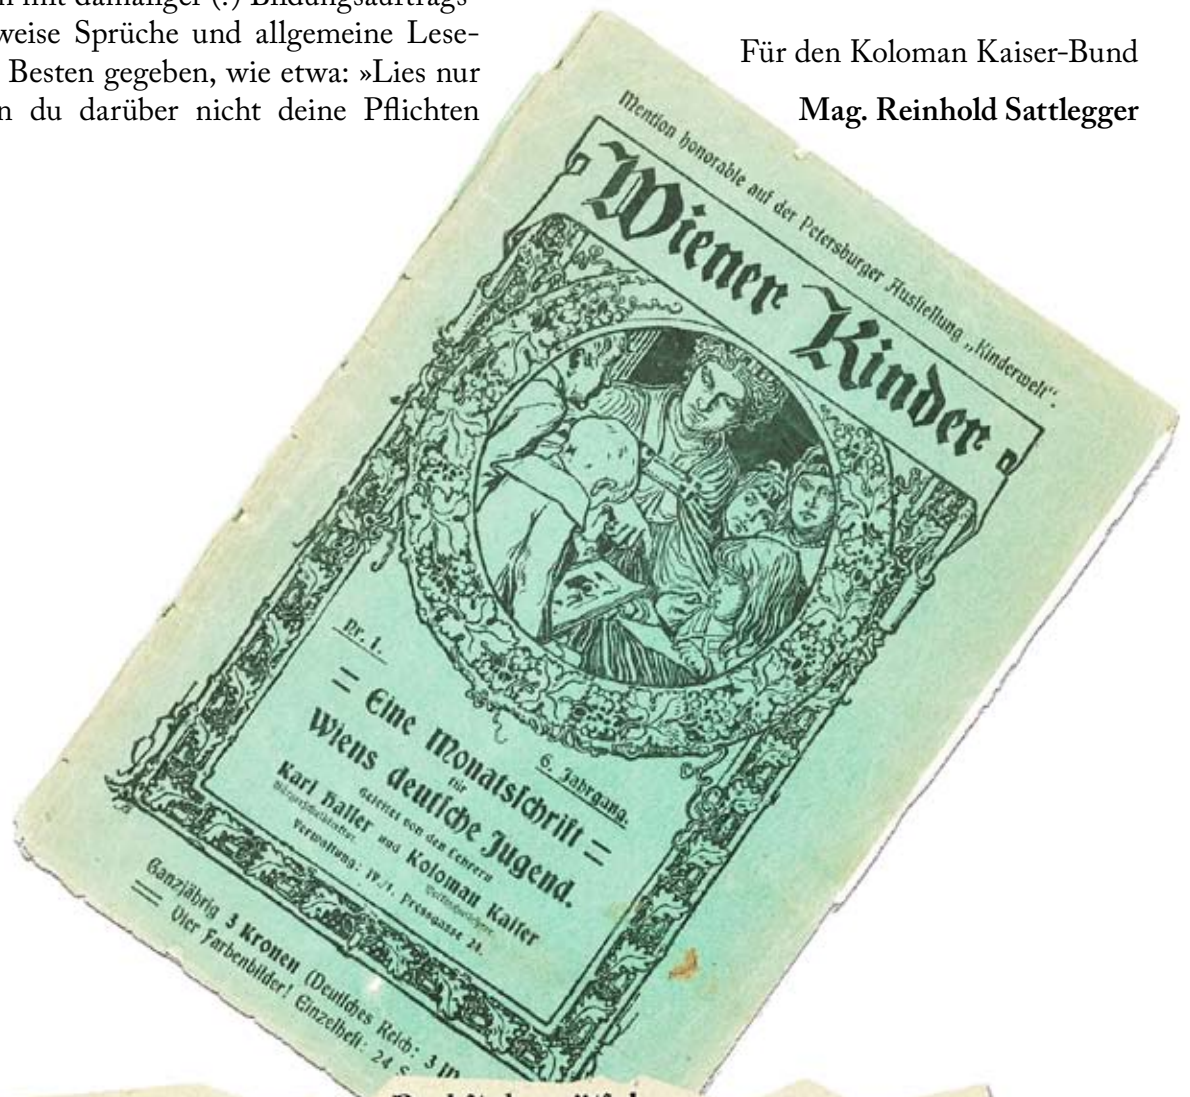 weise Sprüche und allgemeine Lese-
Besten gegeben, wie etwa: »Lies nur
du darüber nicht deine Pflichten
Für den Koloman Kaiser-Bund
Mag. Reinhold Sattlegger
Mention honorable auf der Petersburger Ausstellung „Kinderwelt“.
Wiener Kinder
Nr. 1.
6. Jahrgang.
Eine Monatsschrift
für
Wiens deutsche Jugend.
Geleitet von den Lehrern
Karl Haller und Koloman Kaiser
Verwaltung: IV./1, Pressgasse 24.
Ganzjährig 3 Kronen (Deutsches Reich: 3
Vier Farbenbilder! Einzelheft: 24